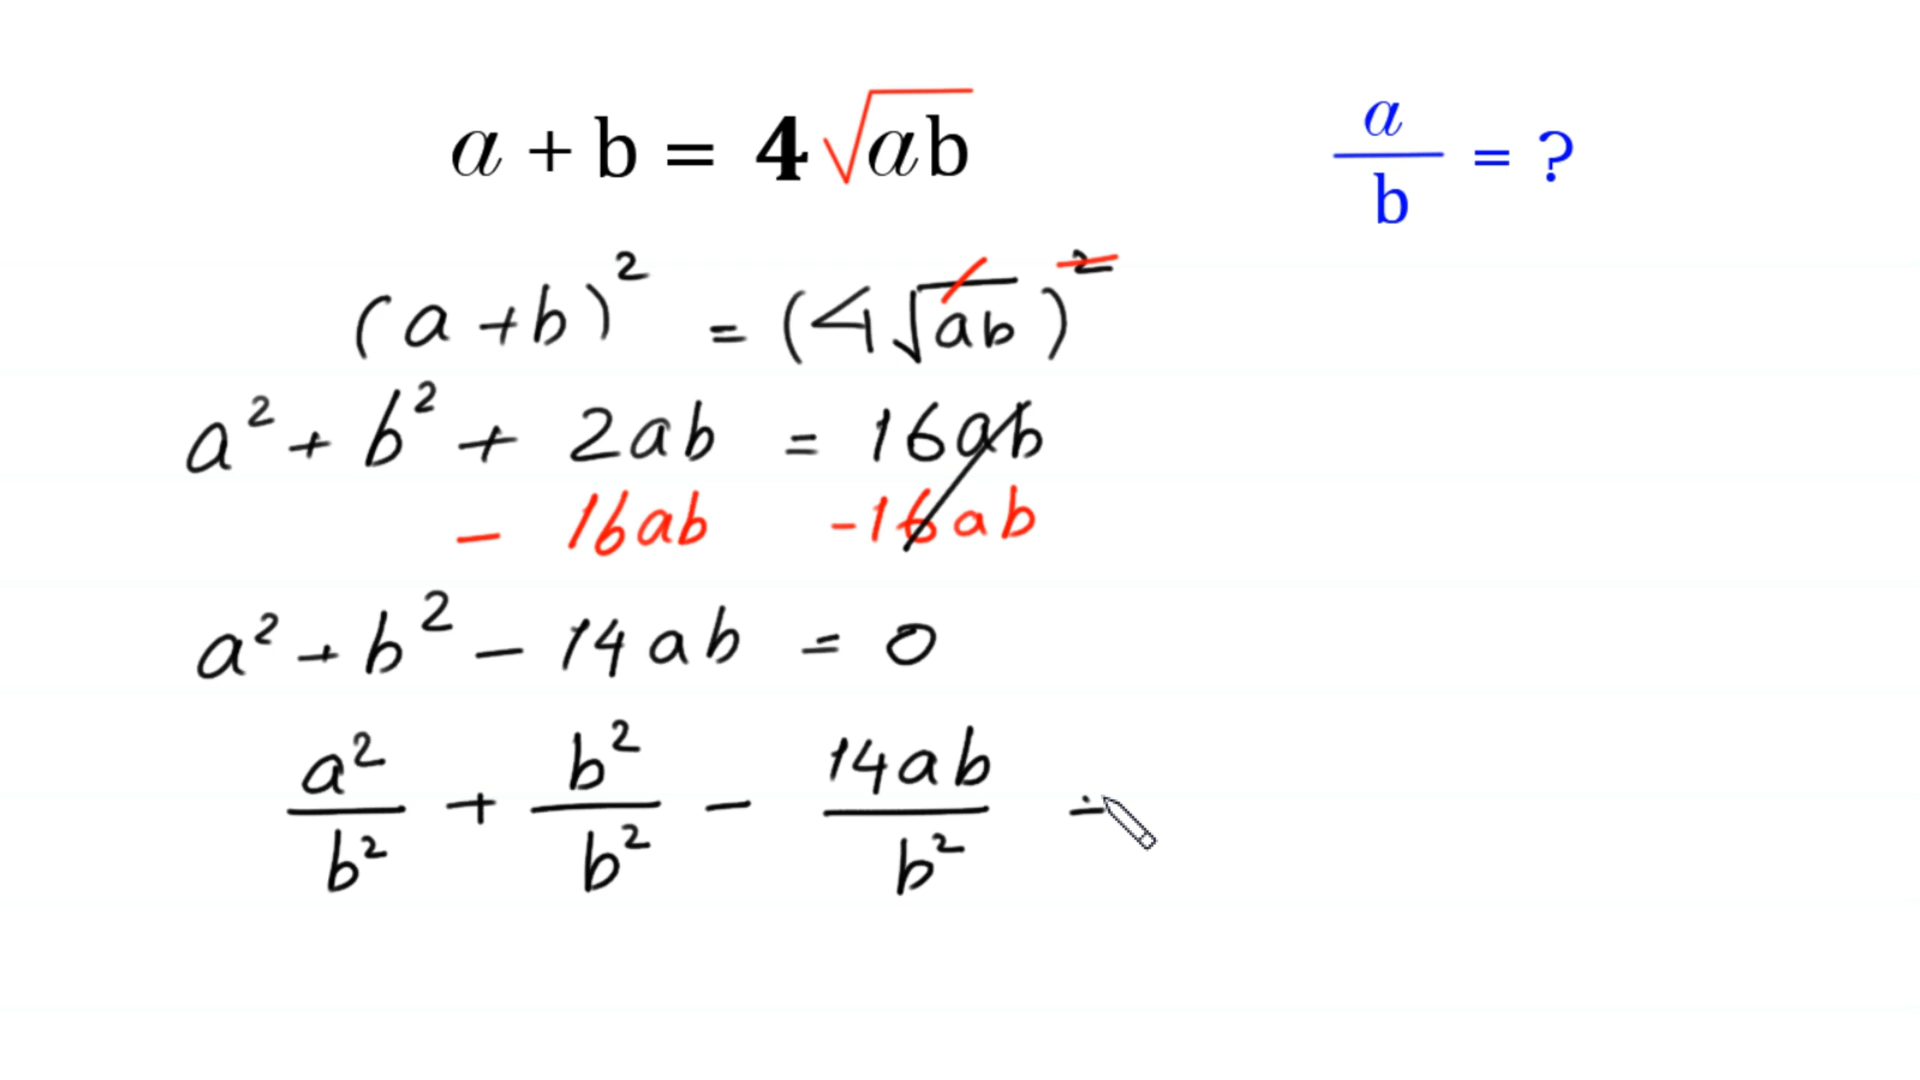 a + b = 4√ab
a/b = ?
(a + b)² = (4√ab)²
a² + b² + 2ab = 16ab
- 16ab -16ab
a² + b² - 14ab = 0
a²/b² + b²/b² - 14ab/b² =